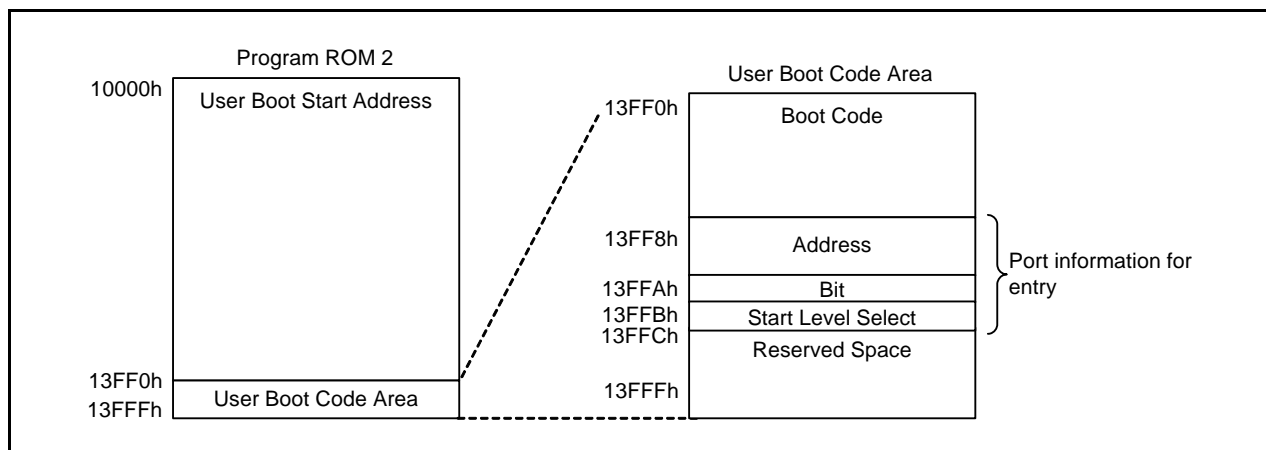 Program ROM 2
10000h
User Boot Start Address
13FF0h
User Boot Code Area
13FFFh
User Boot Code Area
13FF0h
Boot Code
13FF8h
Address
13FFAh
Bit
13FFBh
Start Level Select
13FFCh
Reserved Space
13FFFh
Port information for
entry